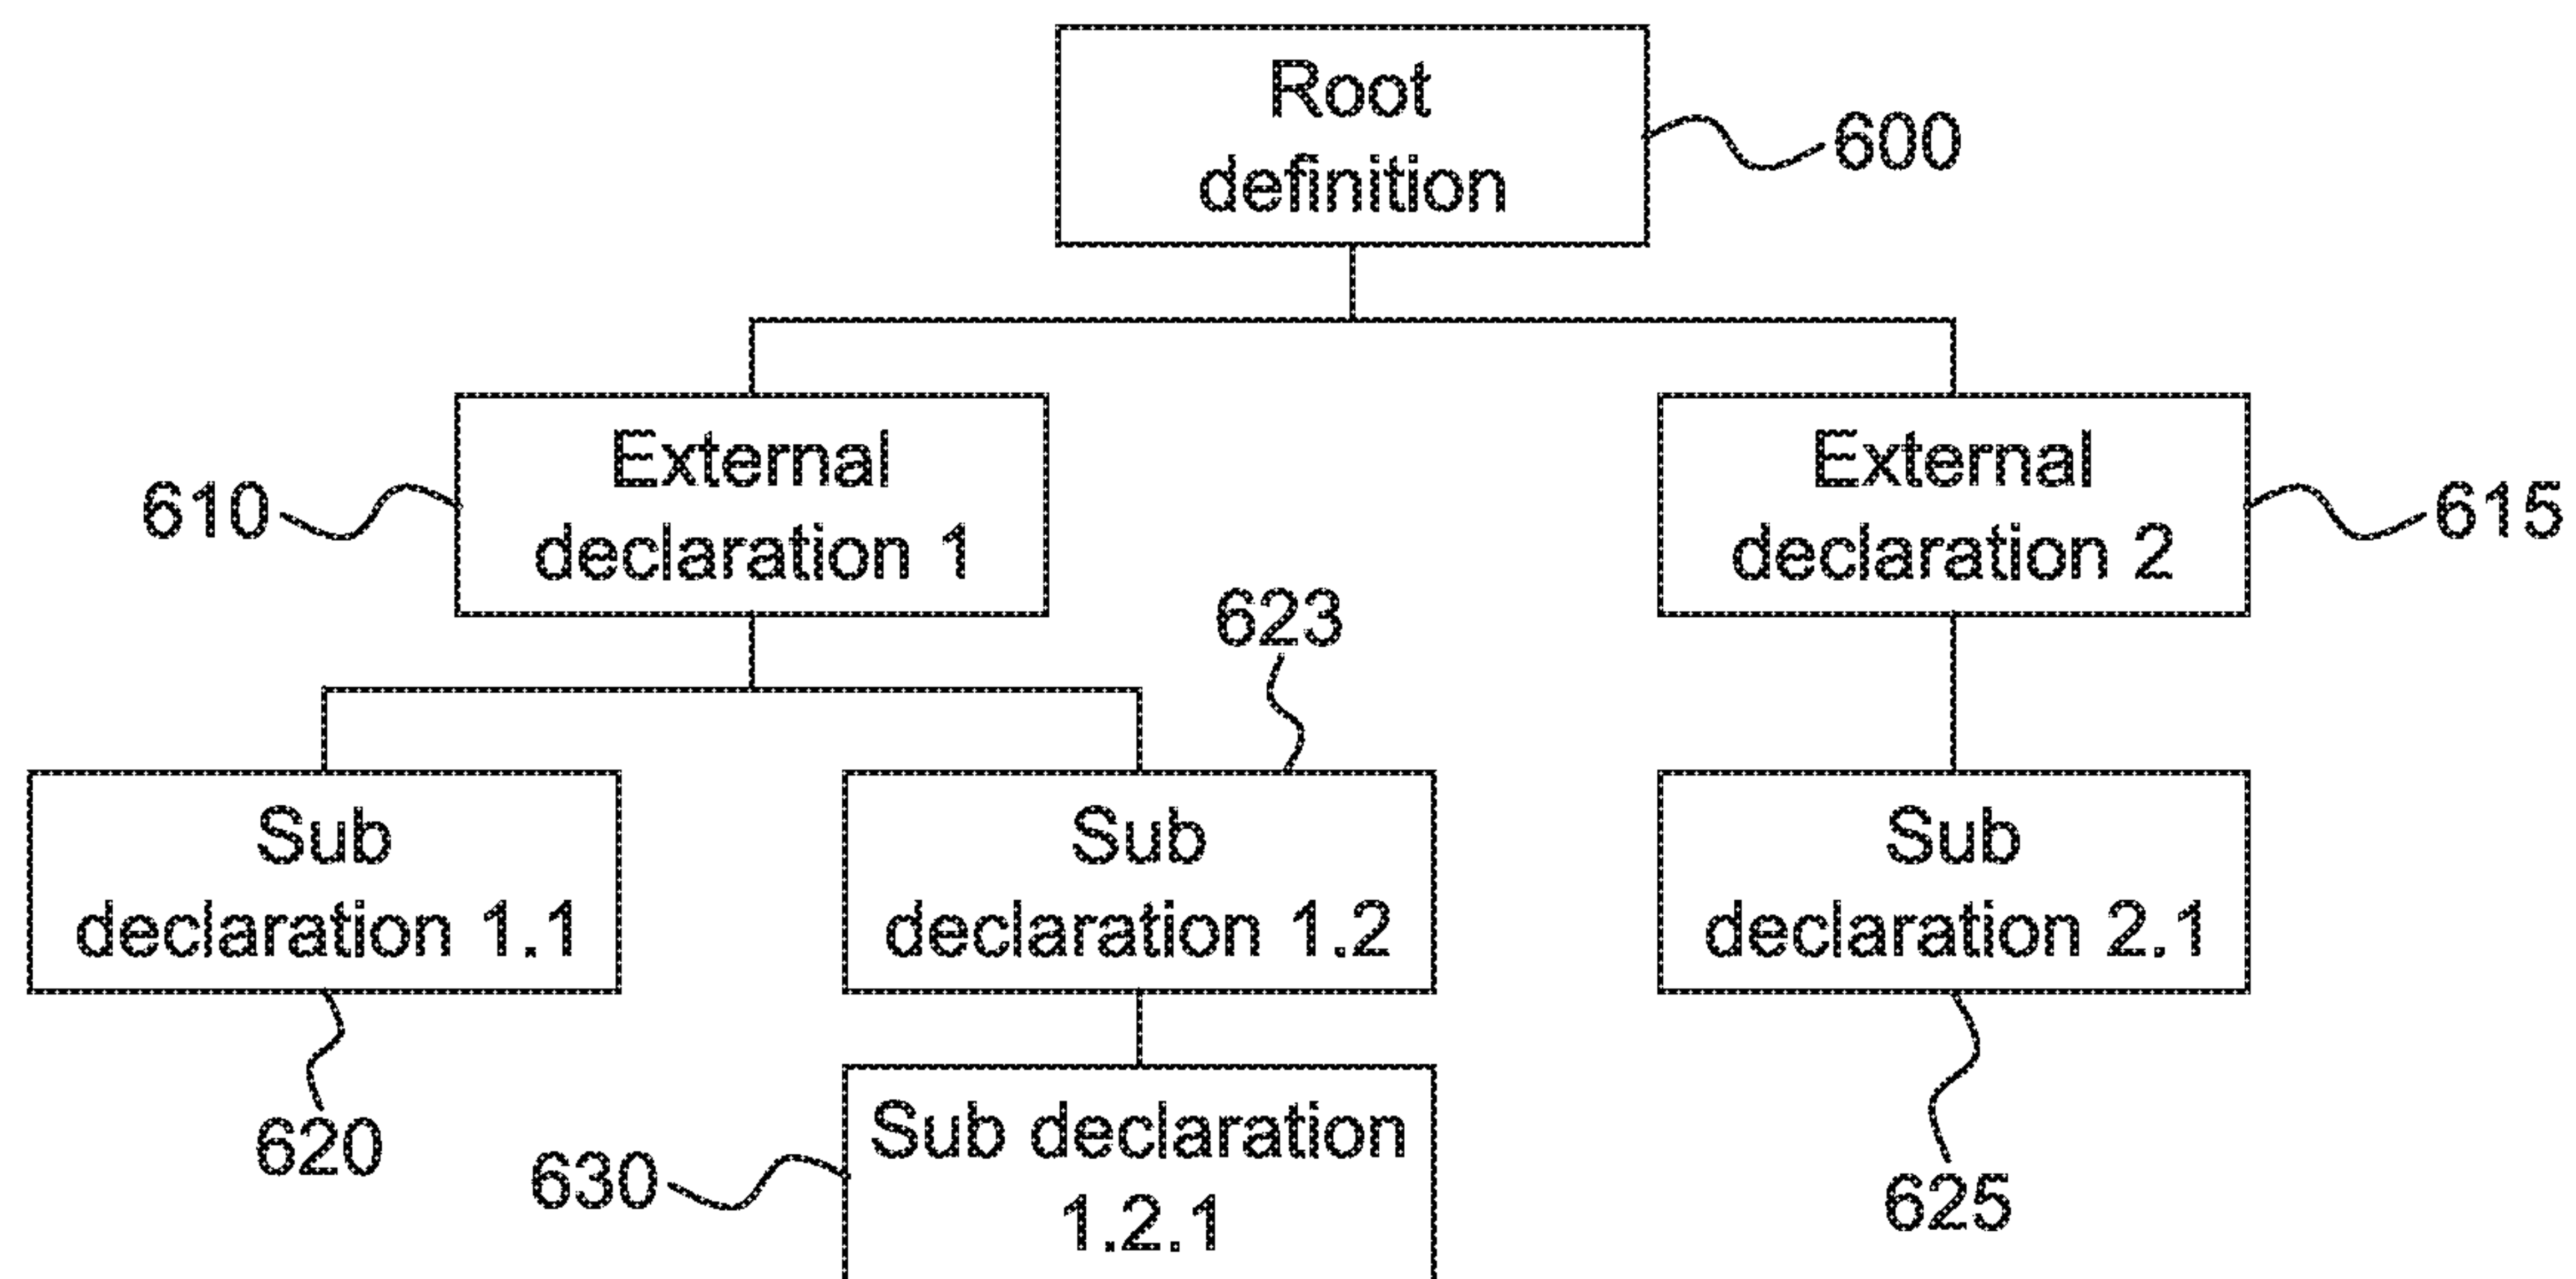 Root
definition
600
External
declaration 1
610
External
declaration 2
615
623
Sub
declaration 1.1
Sub
declaration 1.2
Sub
declaration 2.1
620
Sub declaration
1.2.1
630
625